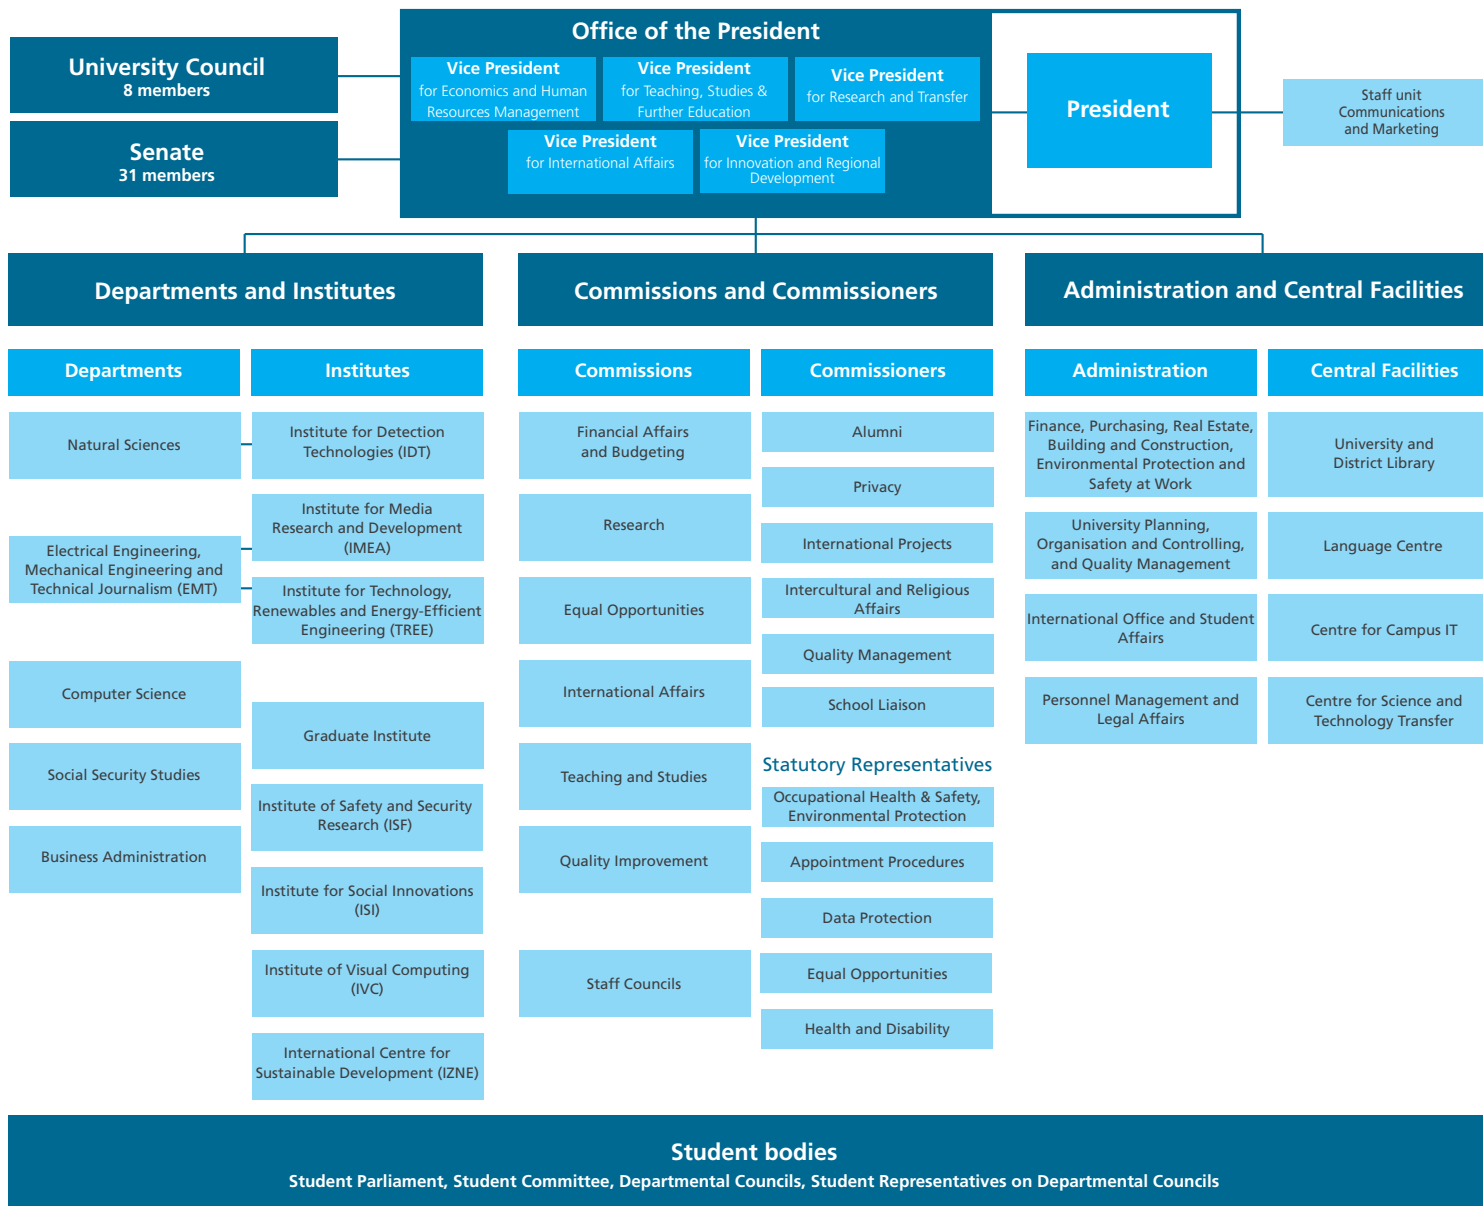 University Council
8 members
Senate
31 members
Office of the President
Vice President
for Economics and Human
Resources Management
Vice President
for Teaching, Studies &
Further Education
Vice President
for Research and Transfer
Vice President
for International Affairs
Vice President
for Innovation and Regional
Development
President
Staff unit
Communications
and Marketing
Departments and Institutes
Departments
Natural Sciences
Electrical Engineering,
Mechanical Engineering and
Technical Journalism (EMT)
Computer Science
Social Security Studies
Business Administration
Institutes
Institute for Detection
Technologies (IDT)
Institute for Media
Research and Development
(IMEA)
Institute for Technology,
Renewables and Energy-Efficient
Engineering (TREE)
Graduate Institute
Institute of Safety and Security
Research (ISF)
Institute for Social Innovations
(ISI)
Institute of Visual Computing
(IVC)
International Centre for
Sustainable Development (IZNE)
Commissions and Commissioners
Commissions
Financial Affairs
and Budgeting
Research
Equal Opportunities
International Affairs
Teaching and Studies
Quality Improvement
Staff Councils
Commissioners
Alumni
Privacy
International Projects
Intercultural and Religious
Affairs
Quality Management
School Liaison
Statutory Representatives
Occupational Health & Safety,
Environmental Protection
Appointment Procedures
Data Protection
Equal Opportunities
Health and Disability
Administration and Central Facilities
Administration
Finance, Purchasing, Real Estate,
Building and Construction,
Environmental Protection and
Safety at Work
University Planning,
Organisation and Controlling,
and Quality Management
International Office and Student
Affairs
Personnel Management and
Legal Affairs
Central Facilities
University and
District Library
Language Centre
Centre for Campus IT
Centre for Science and
Technology Transfer
Student bodies
Student Parliament, Student Committee, Departmental Councils, Student Representatives on Departmental Councils